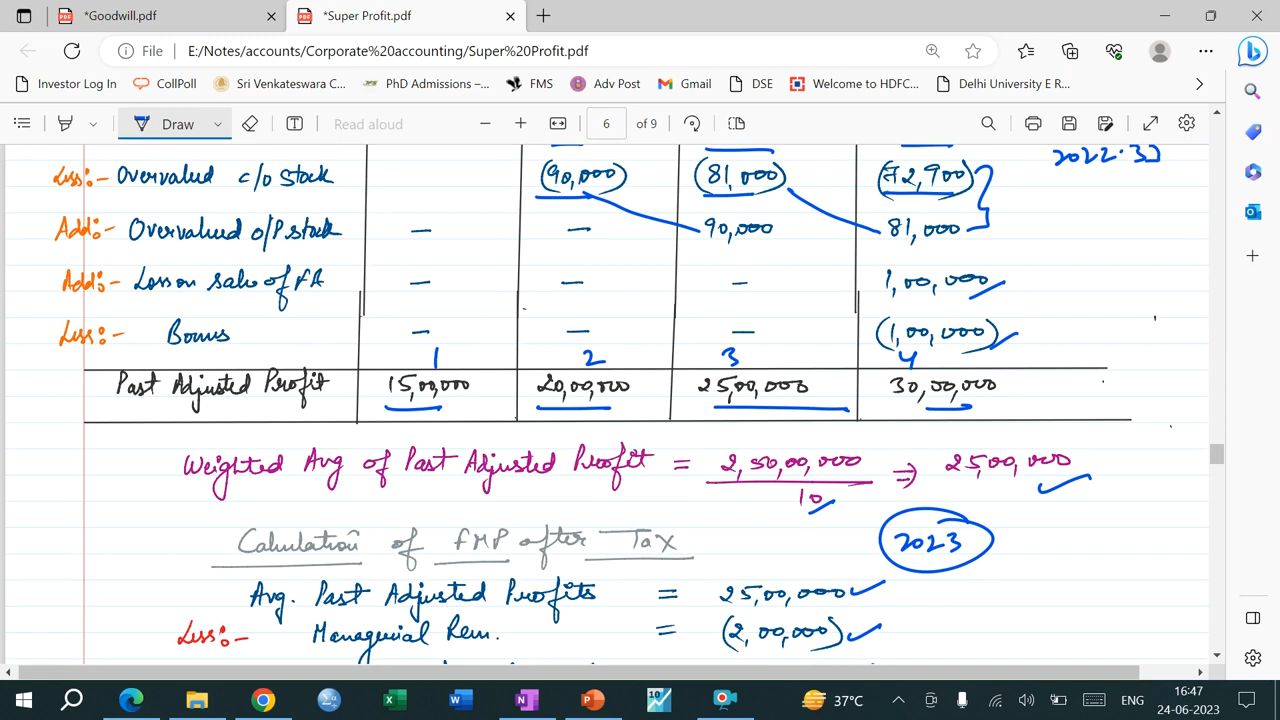 *Goodwill.pdf
*Super Profit.pdf
File E:/Notes/accounts/Corporate%20accounting/Super%20Profit.pdf
Investor Log In CollPoll Sri Venkateswara C... PhD Admissions –... FMS Adv Post Gmail DSE Welcome to HDFC... Delhi University E R...
Draw Read aloud 6 of 9
2022.23
Less:- Overvalued c/o Stock (90,000) (81,000) (72,900)
Add:- Overvalued o/P stock — — 90,000 81,000
Add:- Loss on Sale of FA — — — 1,00,000
Less:- Bonus — — — (1,00,000)
1 2 3 4
Past Adjusted Profit 15,00,000 20,00,000 25,00,000 30,00,000
Weighted Avg of Past Adjusted Profit = 2,50,00,000 ⇒ 25,00,000
10
Calculation of FMP after Tax 2023
Avg. Past Adjusted Profits = 25,00,000
Less:- Managerial Rem. = (2,00,000)
37°C ENG 16:47
24-06-2023